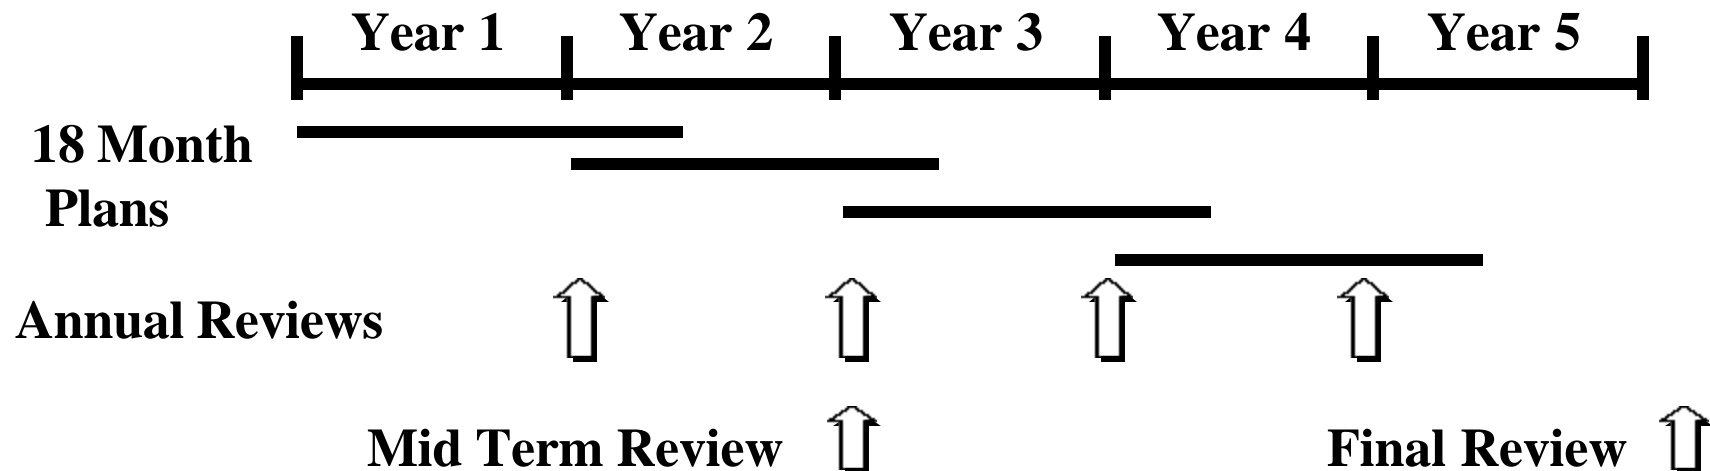 Year 1 Year 2 Year 3 Year 4 Year 5
18 Month
Plans
Annual Reviews
Mid Term Review Final Review